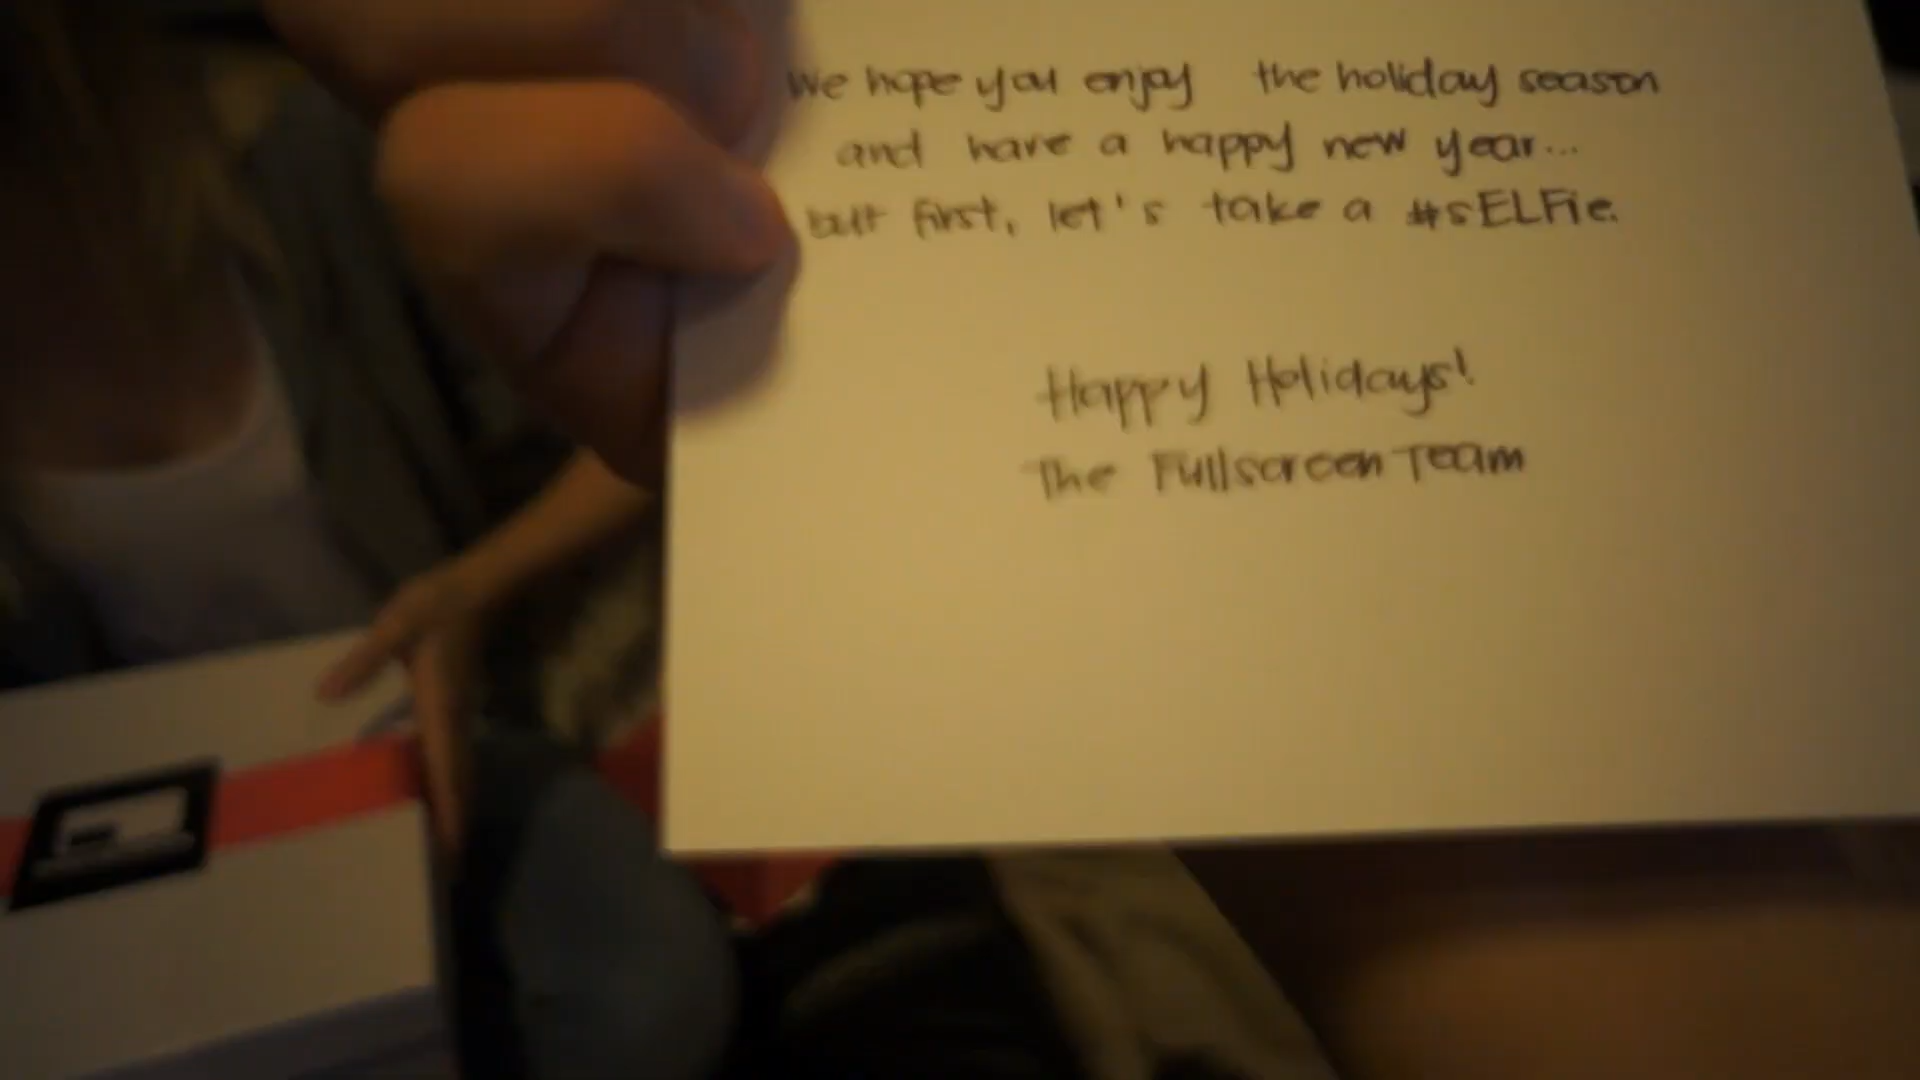 We hope you enjoy the holiday season
and have a happy new year...
but first, let's take a #sELFie.
Happy Holidays!
The Fullscreen Team